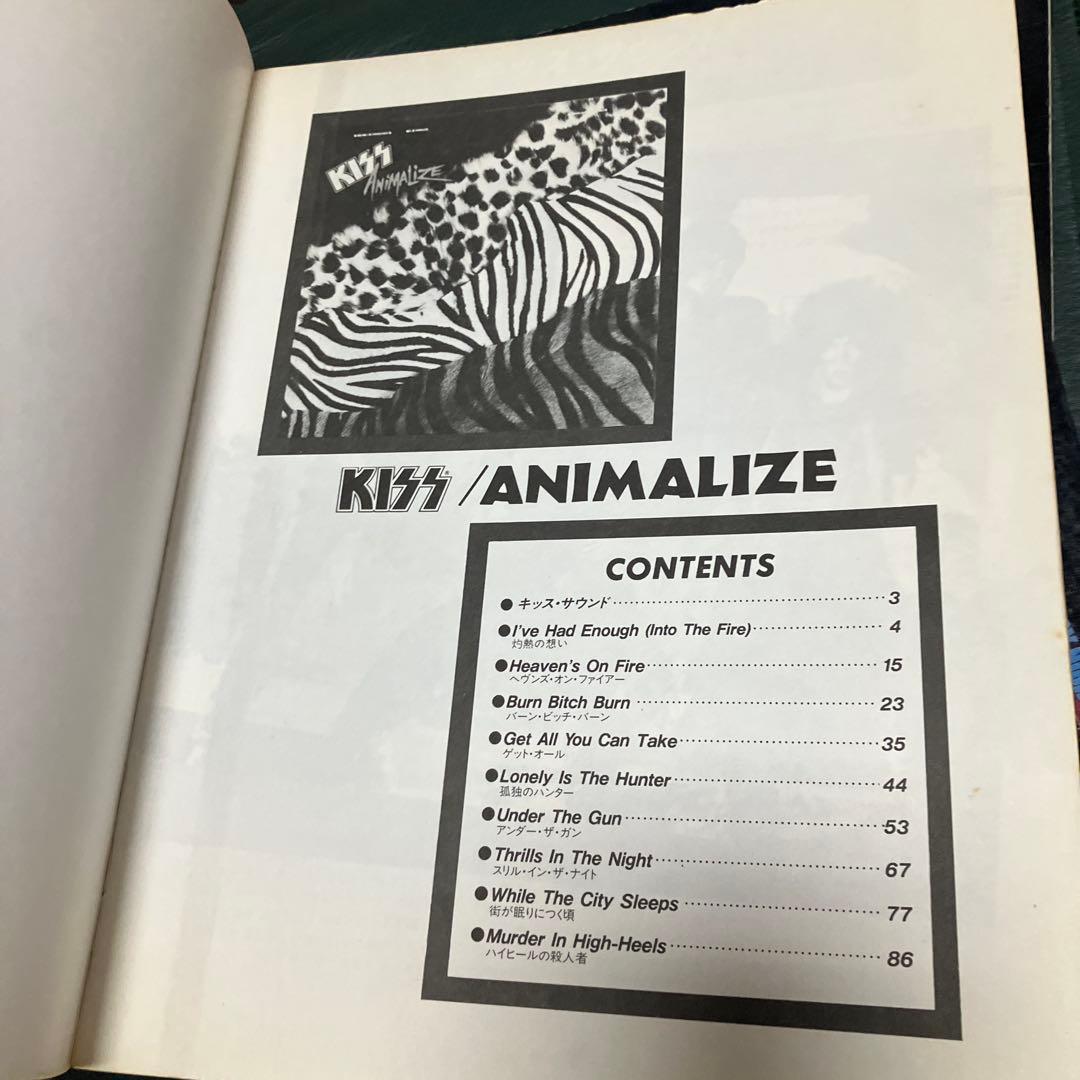 KISS
ANIMALIZE
KISS®/ANIMALIZE
CONTENTS
● キッス・サウンド 3
● I've Had Enough (Into The Fire) 4
灼熱の想い
● Heaven's On Fire 15
ヘヴンズ・オン・ファイアー
● Burn Bitch Burn 23
バーン・ビッチ・バーン
● Get All You Can Take 35
ゲット・オール
● Lonely Is The Hunter 44
孤独のハンター
● Under The Gun 53
アンダー・ザ・ガン
● Thrills In The Night 67
スリル・イン・ザ・ナイト
● While The City Sleeps 77
街が眠りにつく頃
● Murder In High-Heels 86
ハイヒールの殺人者